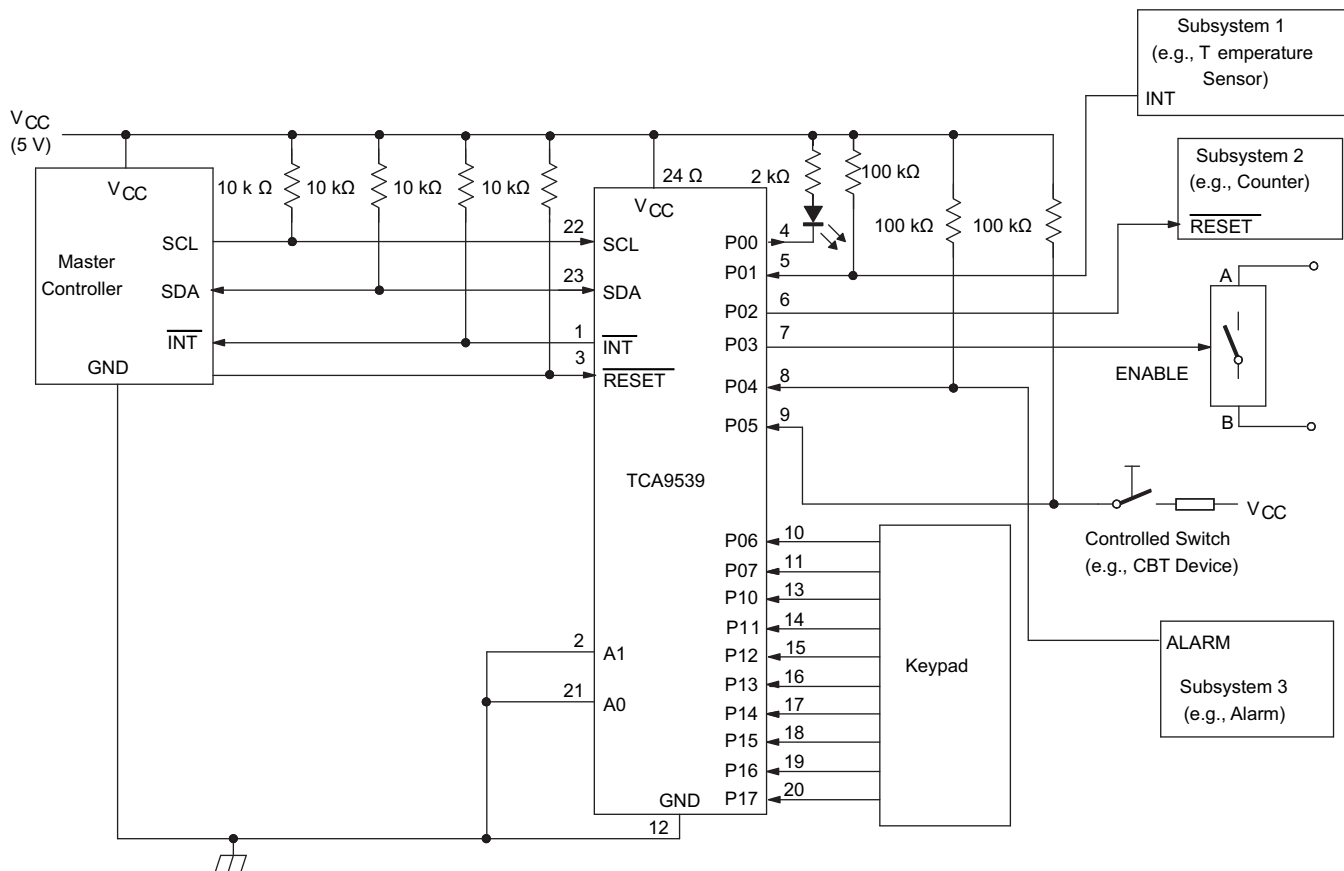 Subsystem 1
(e.g., T emperature
Sensor)
INT
VCC
(5 V)
Subsystem 2
(e.g., Counter)
RESET
VCC
10 k Ω
10 kΩ
10 kΩ
10 kΩ
24 Ω
VCC
2 kΩ
100 kΩ
100 kΩ
100 kΩ
Master
Controller
SCL
22
SCL
P00
4
SDA
23
SDA
P01
5
INT
1
INT
P02
6
A
GND
3
RESET
P03
7
ENABLE
P04
8
B
P05
9
TCA9539
VCC
Controlled Switch
(e.g., CBT Device)
P06
10
P07
11
P10
13
P11
14
P12
15
P13
16
P14
17
P15
18
P16
19
P17
20
Keypad
2
A1
21
A0
ALARM
Subsystem 3
(e.g., Alarm)
GND
12